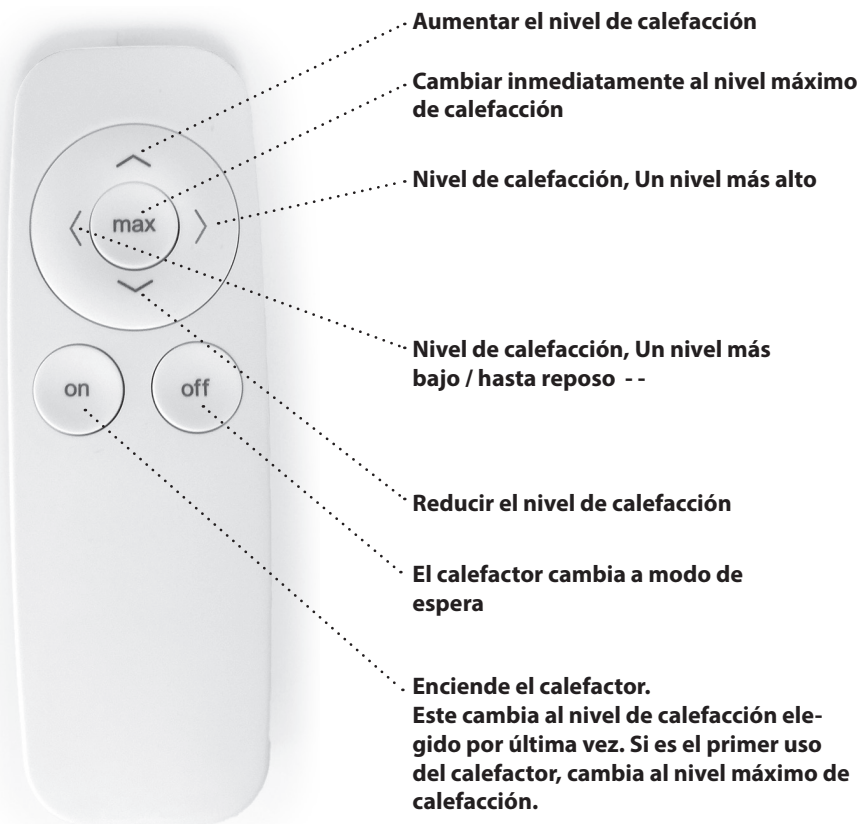 Aumentar el nivel de calefacción
Cambiar inmediatamente al nivel máximo
de calefacción
Nivel de calefacción, Un nivel más alto
max
Nivel de calefacción, Un nivel más
bajo / hasta reposo - -
on
off
Reducir el nivel de calefacción
El calefactor cambia a modo de
espera
Enciende el calefactor.
Este cambia al nivel de calefacción ele-
gido por última vez. Si es el primer uso
del calefactor, cambia al nivel máximo de
calefacción.